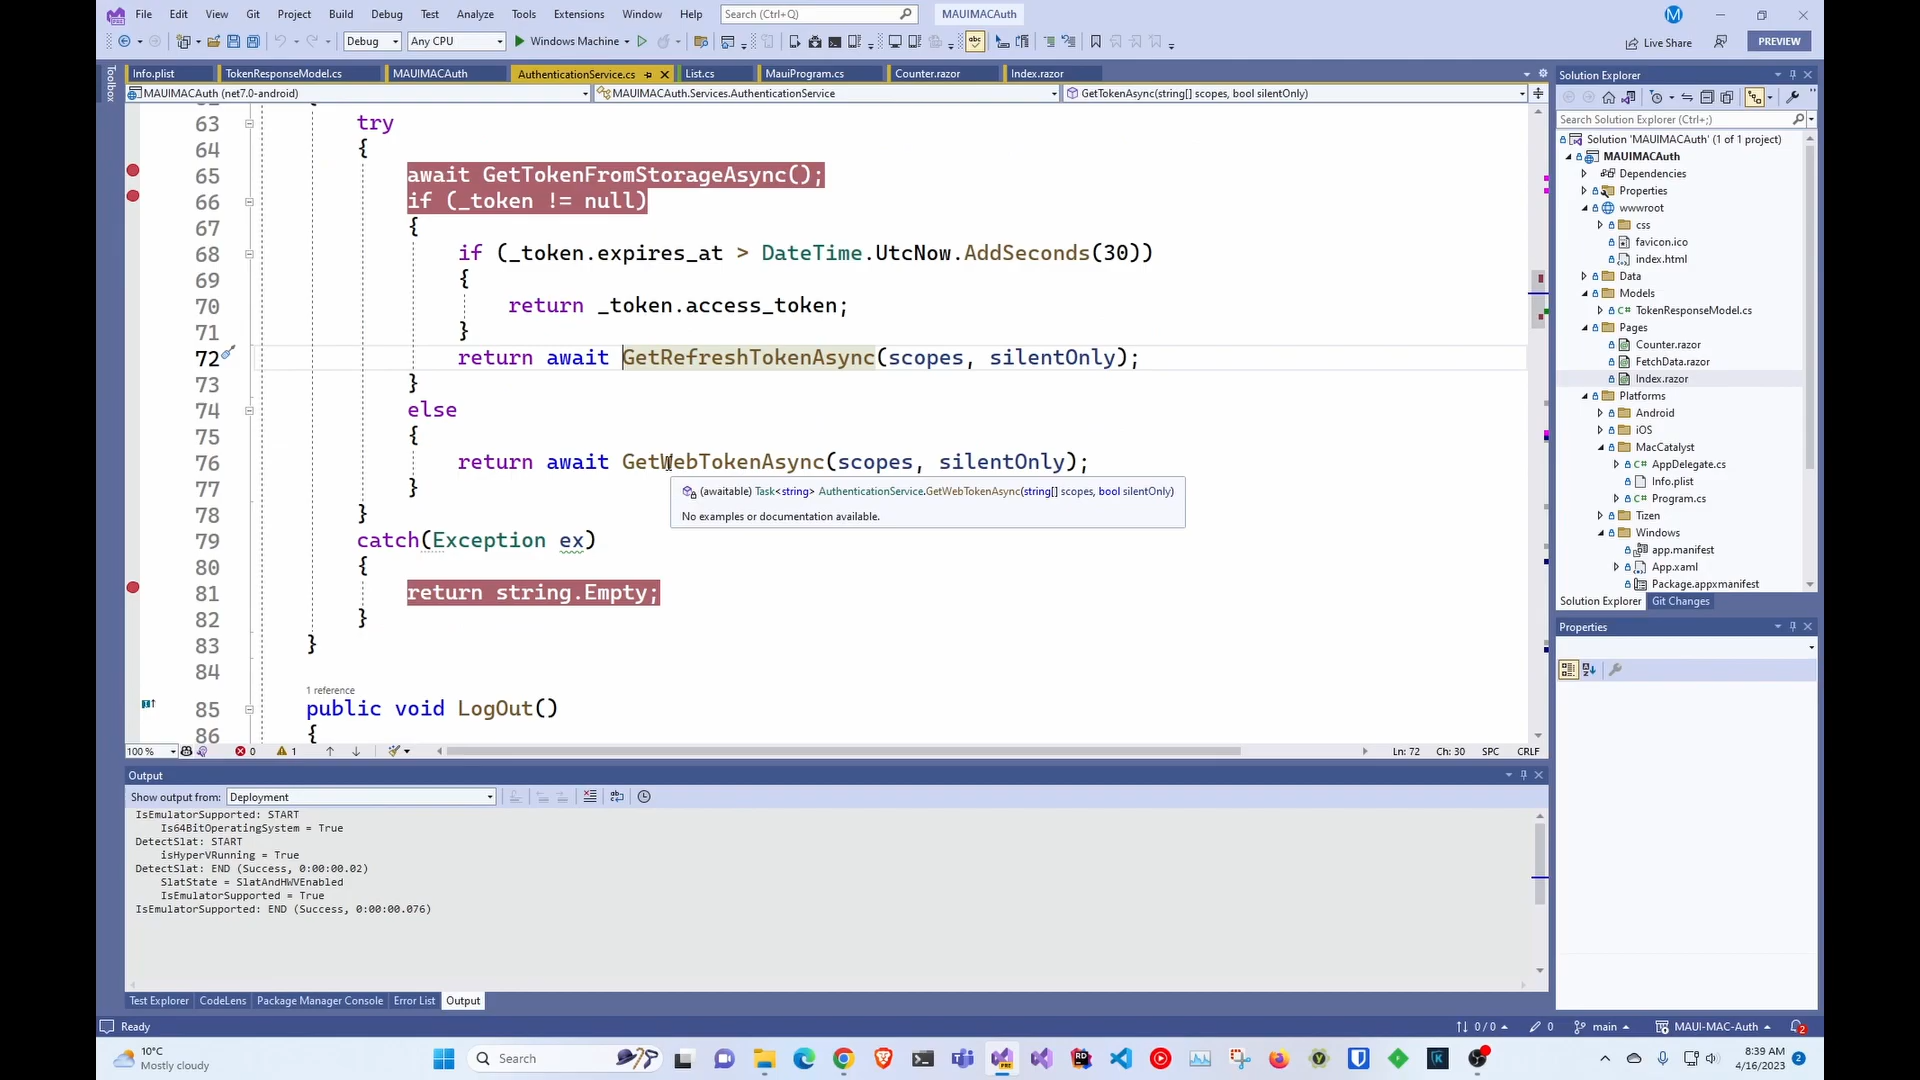 File Edit View Git Project Build Debug Test Analyze Tools Extensions Window Help Search (Ctrl+Q) MAUIMACAuth M
Debug Any CPU Windows Machine Live Share PREVIEW
Toolbox
Info.plist TokenResponseModel.cs MAUIMACAuth AuthenticationService.cs List.cs MauiProgram.cs Counter.razor Index.razor
MAUIMACAuth (net7.0-android) MAUIMACAuth.Services.AuthenticationService GetTokenAsync(string[] scopes, bool silentOnly)
63 try
64 {
65 await GetTokenFromStorageAsync();
66 if (_token != null)
67 {
68 if (_token.expires_at > DateTime.UtcNow.AddSeconds(30))
69 {
70 return _token.access_token;
71 }
72 return await GetRefreshTokenAsync(scopes, silentOnly);
73 }
74 else
75 {
76 return await GetWebTokenAsync(scopes, silentOnly);
77 }
(awaitable) Task<string> AuthenticationService.GetWebTokenAsync(string[] scopes, bool silentOnly)
No examples or documentation available.
78 }
79 catch(Exception ex)
80 {
81 return string.Empty;
82 }
83 }
84
1 reference
85 public void LogOut()
86 {
100 % 0 1 Ln: 72 Ch: 30 SPC CRLF
Output
Show output from: Deployment
IsEmulatorSupported: START
Is64BitOperatingSystem = True
DetectSlat: START
isHyperVRunning = True
DetectSlat: END (Success, 0:00:00.02)
SlatState = SlatAndHWVEnabled
IsEmulatorSupported = True
IsEmulatorSupported: END (Success, 0:00:00.076)
Test Explorer CodeLens Package Manager Console Error List Output
Solution Explorer
Search Solution Explorer (Ctrl+;)
Solution 'MAUIMACAuth' (1 of 1 project)
MAUIMACAuth
Dependencies
Properties
wwwroot
css
favicon.ico
index.html
Data
Models
C# TokenResponseModel.cs
Pages
Counter.razor
FetchData.razor
Index.razor
Platforms
Android
iOS
MacCatalyst
C# AppDelegate.cs
Info.plist
C# Program.cs
Tizen
Windows
app.manifest
App.xaml
Package.appxmanifest
Solution Explorer Git Changes
Properties
Ready 0 / 0 0 main MAUI-MAC-Auth 2
10°C
Mostly cloudy
Search
8:39 AM
4/16/2023
2